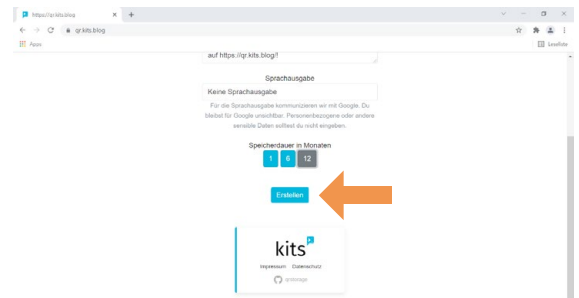 https://qr.kits.blog
qr.kits.blog
Apps
Leseliste
auf https://qr.kits.blog/!
Sprachausgabe
Keine Sprachausgabe
Für die Sprachausgabe kommunizieren wir mit Google. Du
bleibst für Google unsichtbar. Personenbezogene oder andere
sensible Daten solltest du nicht eingeben.
Speicherdauer in Monaten
1 6 12
Erstellen
kits
Impressum Datenschutz
qrstorage